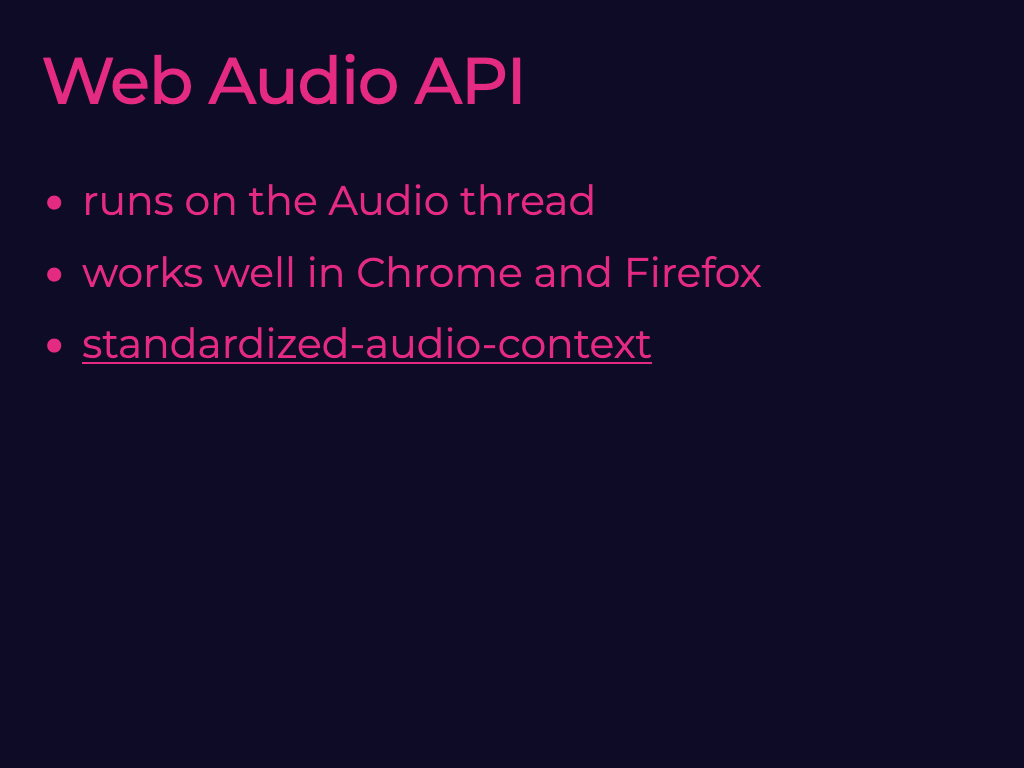 Web Audio API
• runs on the Audio thread
• works well in Chrome and Firefox
• standardized-audio-context